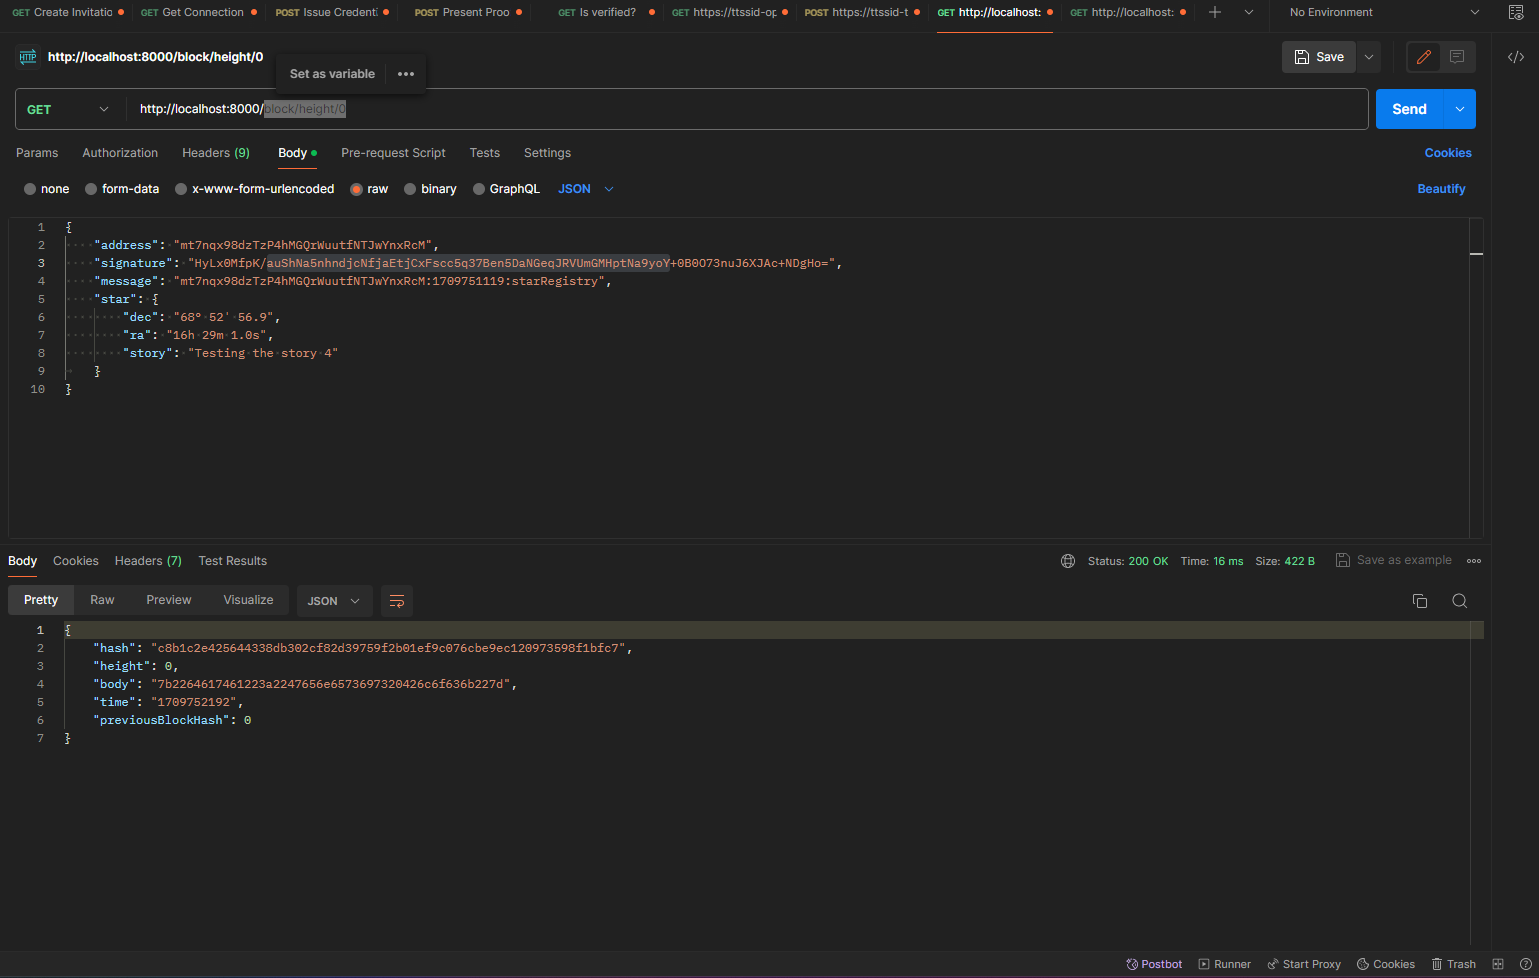 GET Create Invitatio GET Get Connection POST Issue Credenti POST Present Proo GET Is verified? GET https://ttssid-op POST https://ttssid-t GET http://localhost: GET http://localhost: No Environment
HTTP http://localhost:8000/block/height/0 Save
Set as variable
GET http://localhost:8000/block/height/0 Send
Params Authorization Headers (9) Body Pre-request Script Tests Settings Cookies
none form-data x-www-form-urlencoded raw binary GraphQL JSON Beautify
1 {
2 "address": "mt7nqx98dzTzP4hMGQrWuutfNTJwYnxRcM",
3 "signature": "HyLx0MfpK/auShNa5nhndjcNfjaEtjCxFscc5q37Ben5DaNGeqJRVUmGMHptNa9yoY+0B0O73nuJ6XJAc+NDgHo=",
4 "message": "mt7nqx98dzTzP4hMGQrWuutfNTJwYnxRcM:1709751119:starRegistry",
5 "star": {
6 "dec": "68° 52' 56.9",
7 "ra": "16h 29m 1.0s",
8 "story": "Testing the story 4"
9 }
10 }
Body Cookies Headers (7) Test Results Status: 200 OK Time: 16 ms Size: 422 B Save as example
Pretty Raw Preview Visualize JSON
1 {
2 "hash": "c8b1c2e425644338db302cf82d39759f2b01ef9c076cbe9ec120973598f1bfc7",
3 "height": 0,
4 "body": "7b2264617461223a2247656e6573697320426c6f636b227d",
5 "time": "1709752192",
6 "previousBlockHash": 0
7 }
Postbot Runner Start Proxy Cookies Trash